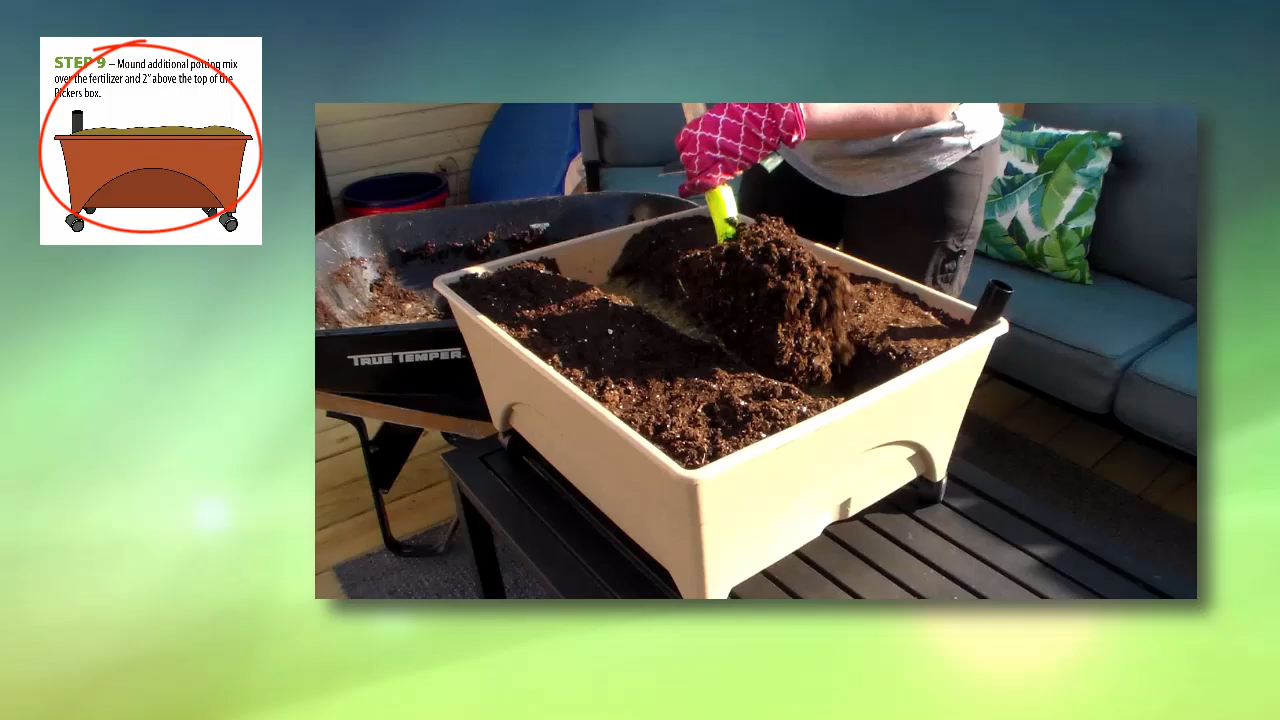 STEP 9 – Mound additional potting mix
over the fertilizer and 2" above the top of the
Pickers box.
TRUE TEMPER